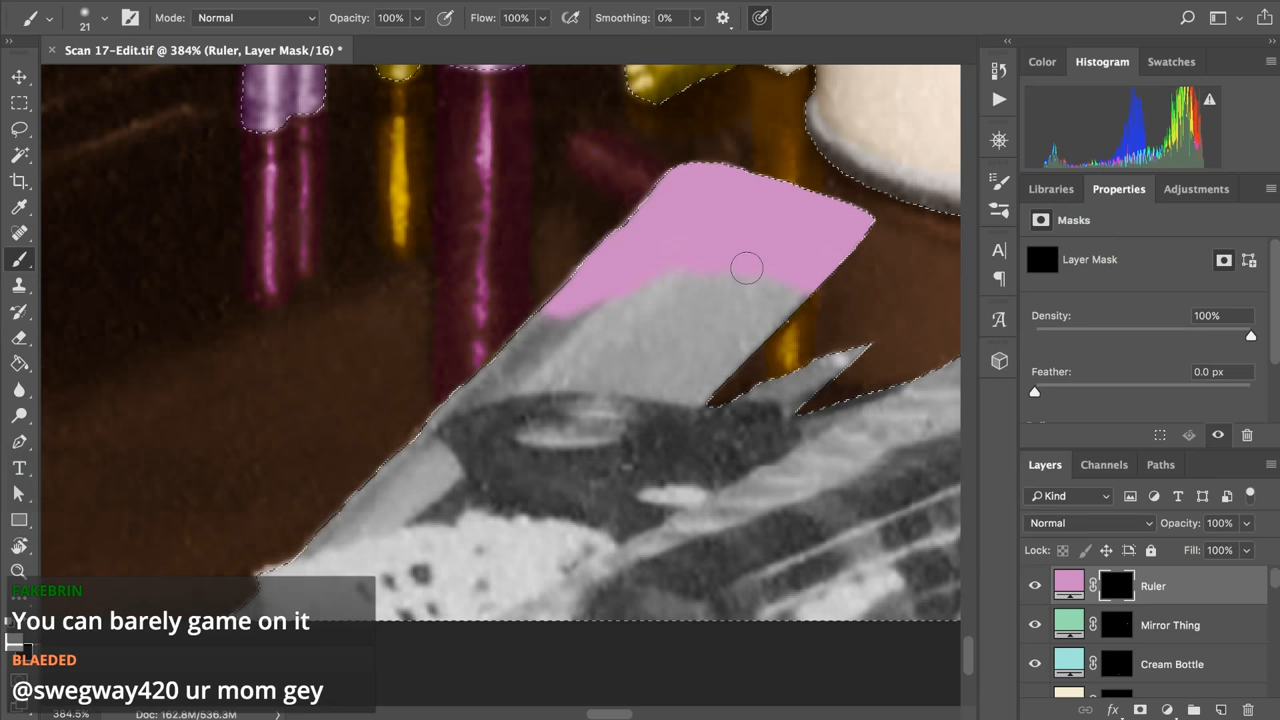 21
Mode: Normal
Opacity: 100%
Flow: 100%
Smoothing: 0%
Scan 17-Edit.tif @ 384% (Ruler, Layer Mask/16) *
Color
Histogram
Swatches
Libraries
Properties
Adjustments
Masks
Layer Mask
Density: 100%
Feather: 0.0 px
Layers
Channels
Paths
Kind
Normal
Opacity: 100%
Lock:
Fill: 100%
Ruler
Mirror Thing
Cream Bottle
FAKEBRIN
You can barely game on it
BLAEDED
@swegway420 ur mom gey
384.5%
Doc: 162.8M/536.3M